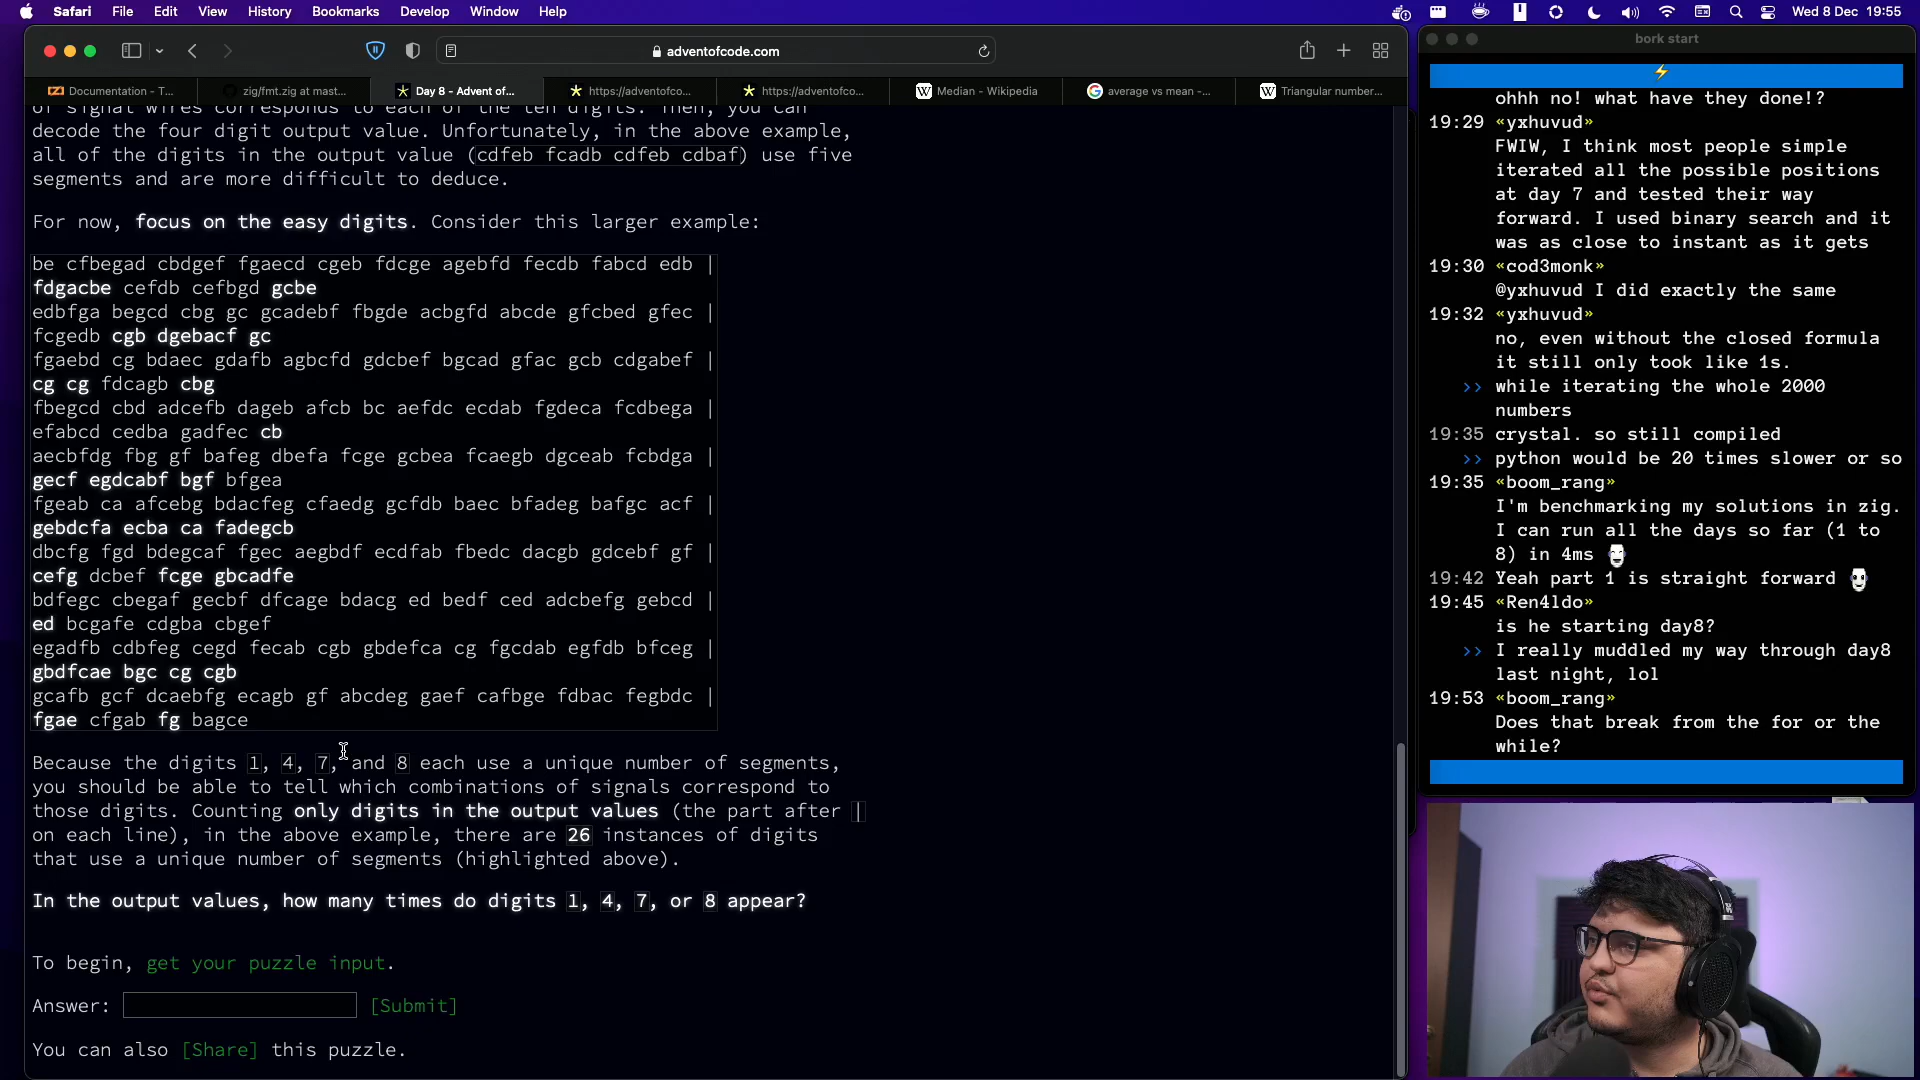 Safari File Edit View History Bookmarks Develop Window Help
Wed 8 Dec 19:55
adventofcode.com
Documentation - T...
zig/fmt.zig at mast...
Day 8 - Advent of...
https://adventofco...
https://adventofco...
Median - Wikipedia
average vs mean -...
Triangular number...
of signal wires corresponds to each of the ten digits. Then, you can
decode the four digit output value. Unfortunately, in the above example,
all of the digits in the output value (cdfeb fcadb cdfeb cdbaf) use five
segments and are more difficult to deduce.
For now, focus on the easy digits. Consider this larger example:
be cfbegad cbdgef fgaecd cgeb fdcge agebfd fecdb fabcd edb |
fdgacbe cefdb cefbgd gcbe
edbfga begcd cbg gc gcadebf fbgde acbgfd abcde gfcbed gfec |
fcgedb cgb dgebacf gc
fgaebd cg bdaec gdafb agbcfd gdcbef bgcad gfac gcb cdgabef |
cg cg fdcagb cbg
fbegcd cbd adcefb dageb afcb bc aefdc ecdab fgdeca fcdbega |
efabcd cedba gadfec cb
aecbfdg fbg gf bafeg dbefa fcge gcbea fcaegb dgceab fcbdga |
gecf egdcabf bgf bfgea
fgeab ca afcebg bdacfeg cfaedg gcfdb baec bfadeg bafgc acf |
gebdcfa ecba ca fadegcb
dbcfg fgd bdegcaf fgec aegbdf ecdfab fbedc dacgb gdcebf gf |
cefg dcbef fcge gbcadfe
bdfegc cbegaf gecbf dfcage bdacg ed bedf ced adcbefg gebcd |
ed bcgafe cdgba cbgef
egadfb cdbfeg cegd fecab cgb gbdefca cg fgcdab egfdb bfceg |
gbdfcae bgc cg cgb
gcafb gcf dcaebfg ecagb gf abcdeg gaef cafbge fdbac fegbdc |
fgae cfgab fg bagce
Because the digits 1, 4, 7, and 8 each use a unique number of segments,
you should be able to tell which combinations of signals correspond to
those digits. Counting only digits in the output values (the part after |
on each line), in the above example, there are 26 instances of digits
that use a unique number of segments (highlighted above).
In the output values, how many times do digits 1, 4, 7, or 8 appear?
To begin, get your puzzle input.
Answer: [Submit]
You can also [Share] this puzzle.
bork start
ohhh no! what have they done!?
19:29 «yxhuvud»
FWIW, I think most people simple
iterated all the possible positions
at day 7 and tested their way
forward. I used binary search and it
was as close to instant as it gets
19:30 «cod3monk»
@yxhuvud I did exactly the same
19:32 «yxhuvud»
no, even without the closed formula
it still only took like 1s.
>> while iterating the whole 2000
numbers
19:35 crystal. so still compiled
>> python would be 20 times slower or so
19:35 «boom_rang»
I'm benchmarking my solutions in zig.
I can run all the days so far (1 to
8) in 4ms
19:42 Yeah part 1 is straight forward
19:45 «Ren4ldo»
is he starting day8?
>> I really muddled my way through day8
last night, lol
19:53 «boom_rang»
Does that break from the for or the
while?